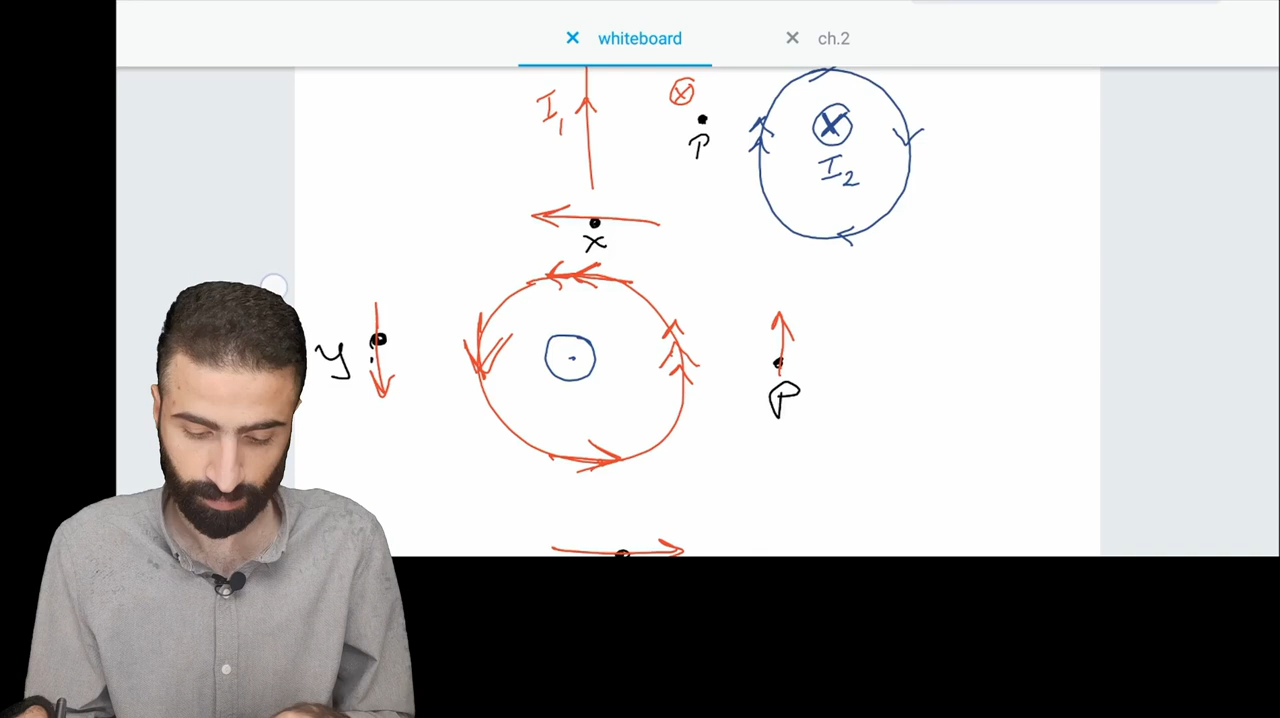 × whiteboard × ch.2
I₁
P
I₂
x
y
P